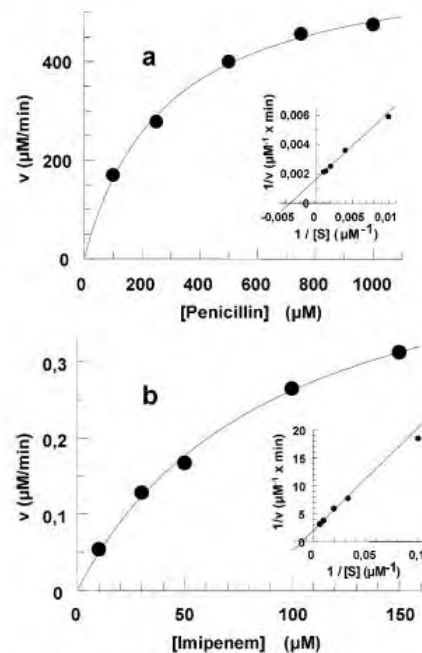 a
400
200
0
v (µM/min)
0,006
0,004
0,002
0,000
-0,005
0
0,005
0,01
1/v (µM⁻¹ x min)
1 / [S] (µM⁻¹)
0 200 400 600 800 1000
[Penicillin] (µM)
b
0,3
0,2
0,1
0
v (µM/min)
20
15
10
5
0
0 0,05 0,1
1/v (µM⁻¹ x min)
1 / [S] (µM⁻¹)
0 50 100 150
[Imipenem] (µM)